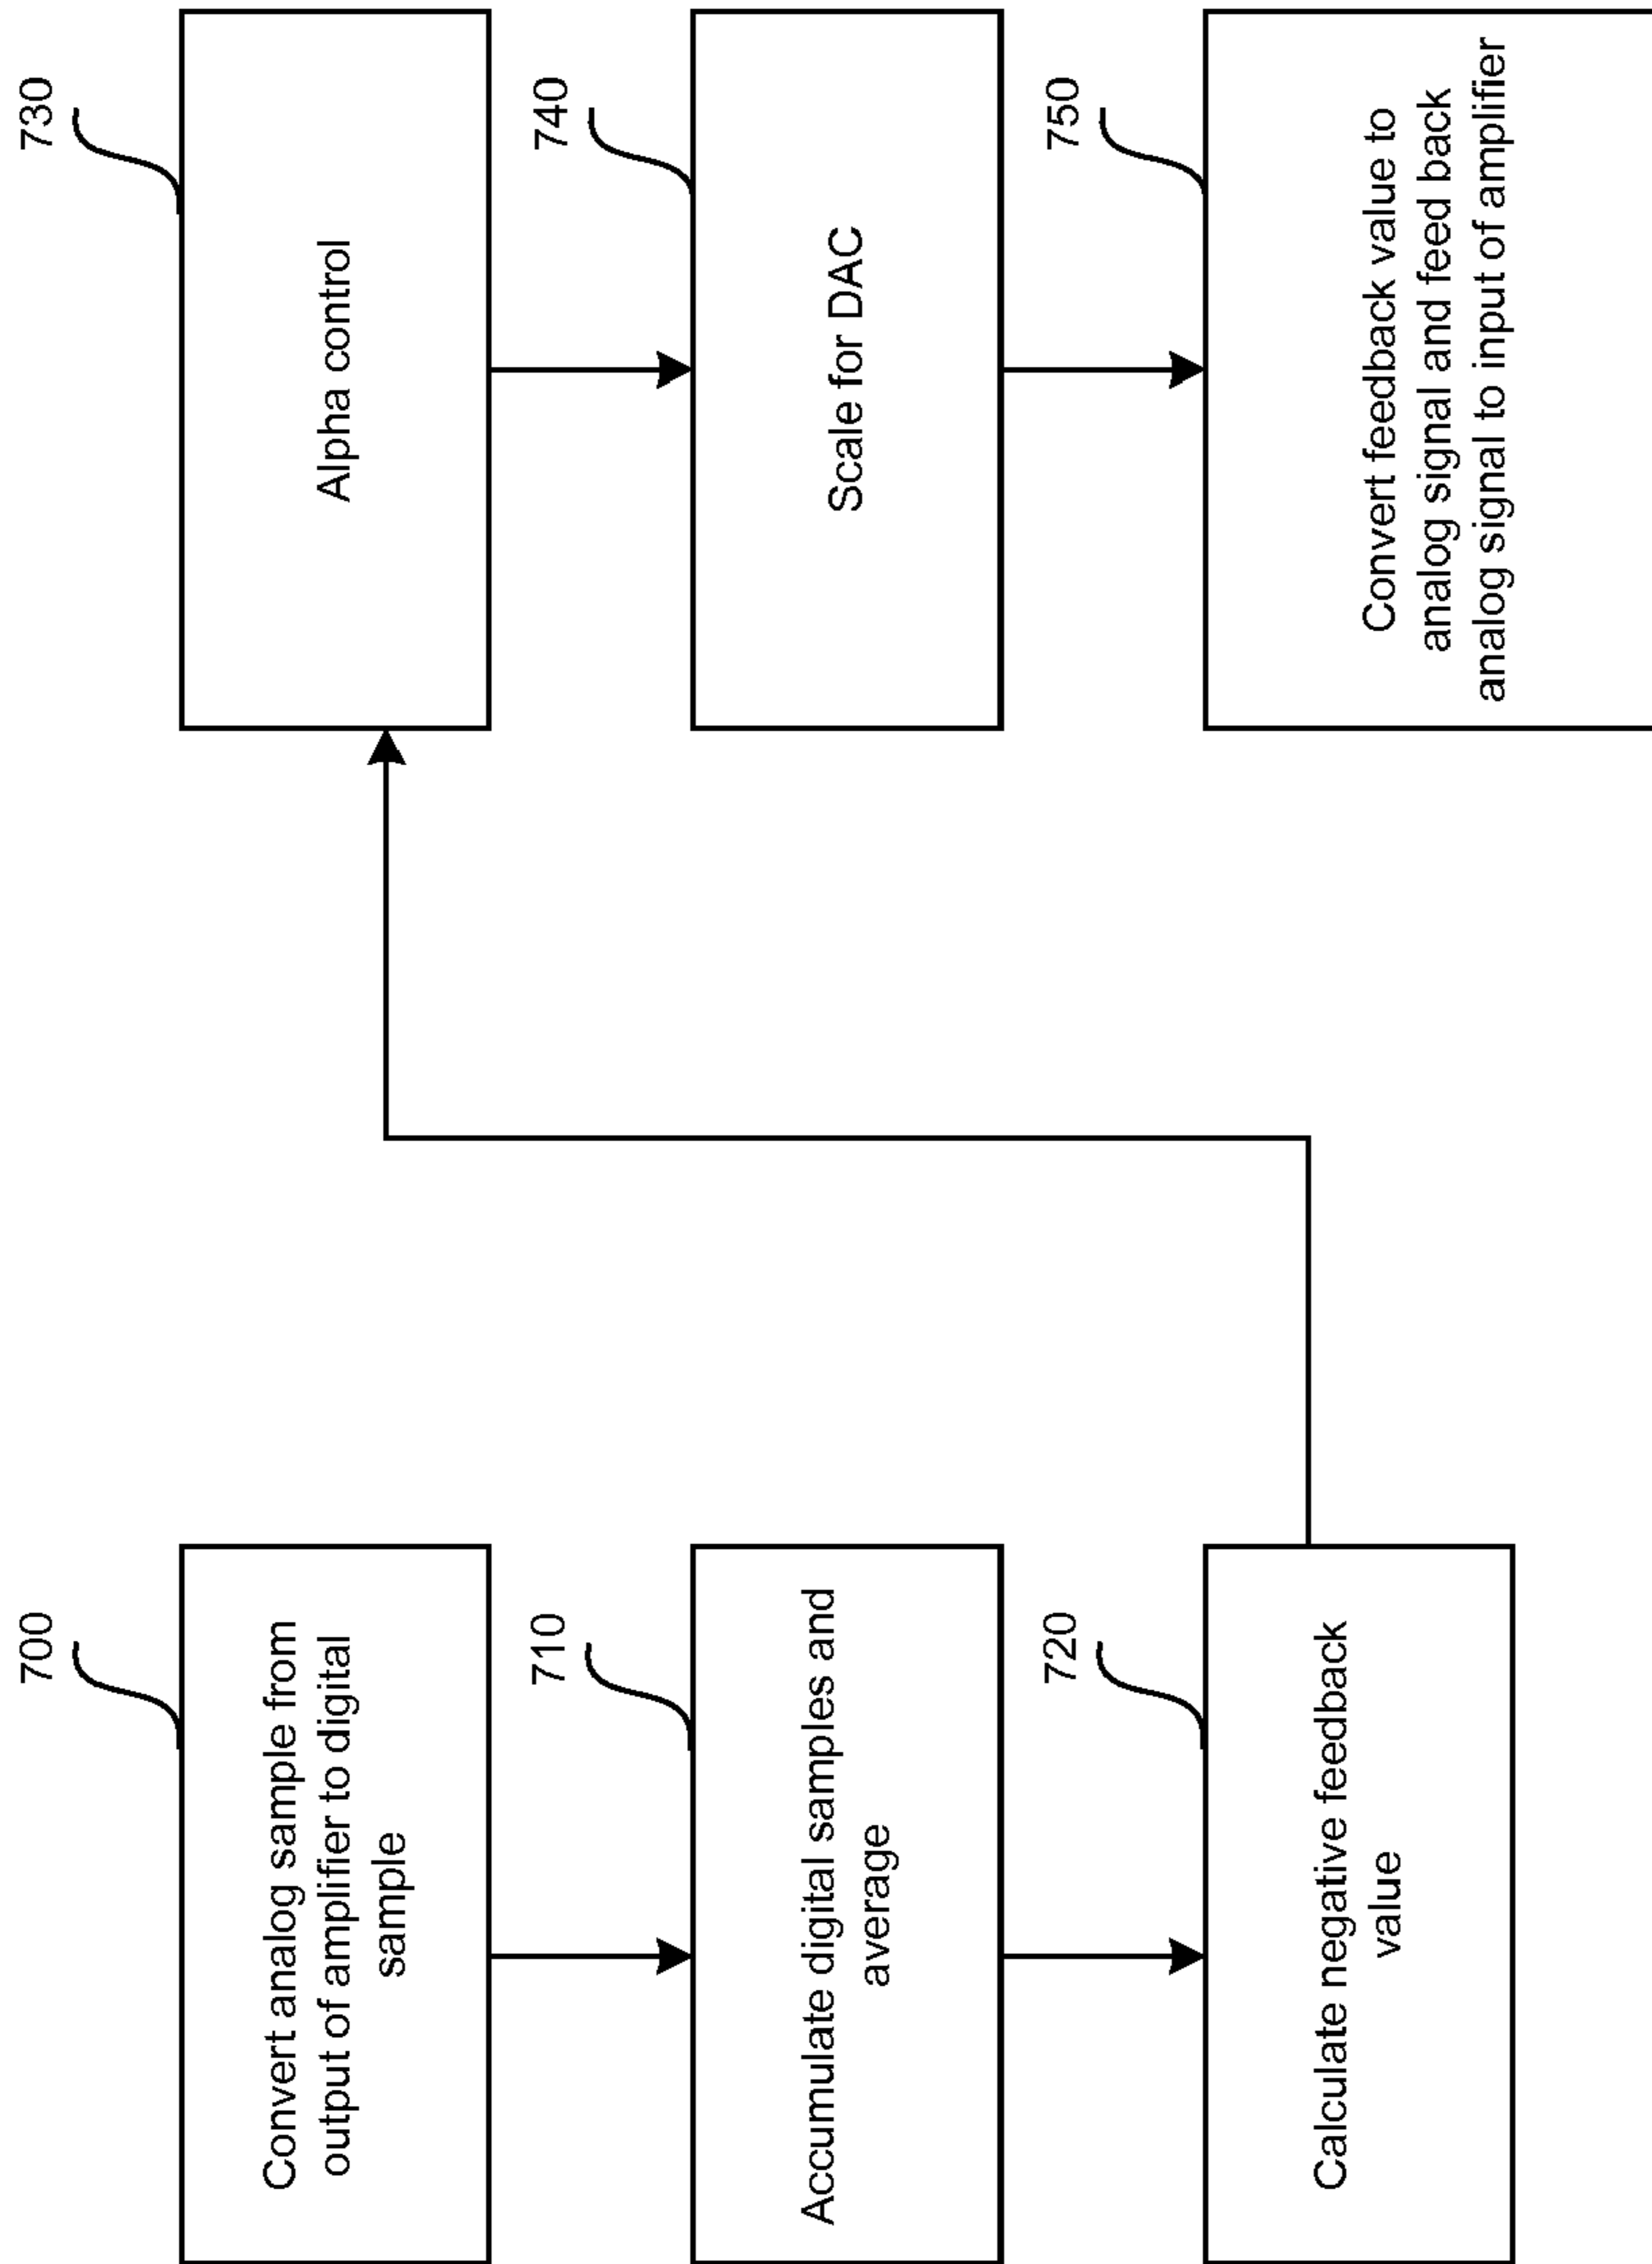 700
Convert analog sample from
output of amplifier to digital
sample
710
Accumulate digital samples and
average
720
Calculate negative feedback
value
730
Alpha control
740
Scale for DAC
750
Convert feedback value to
analog signal and feed back
analog signal to input of amplifier